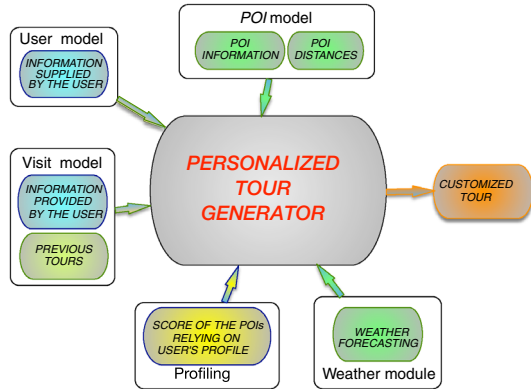 User model
INFORMATION
SUPPLIED
BY THE USER
POI model
POI
INFORMATION
POI
DISTANCES
Visit model
INFORMATION
PROVIDED
BY THE USER
PREVIOUS
TOURS
PERSONALIZED
TOUR
GENERATOR
CUSTOMIZED
TOUR
SCORE OF THE POIs
RELYING ON
USER'S PROFILE
Profiling
WEATHER
FORECASTING
Weather module